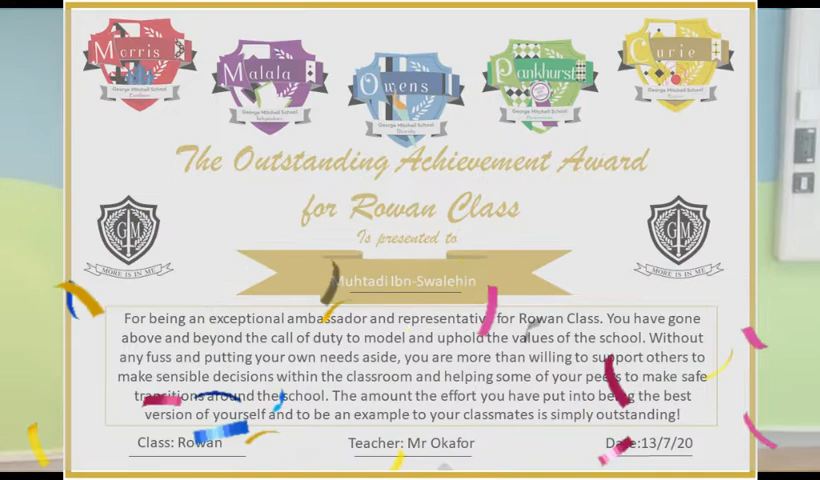 Morris
Malala
Owens
Pankhurst
Curie
George Mitchell School
George Mitchell School
George Mitchell School
George Mitchell School
George Mitchell School
The Outstanding Achievement Award
for Rowan Class
Is presented to
GM
GM
MORE IS IN ME
MORE IS IN ME
Muhtadi Ibn-Swalehin
For being an exceptional ambassador and representative for Rowan Class. You have gone
above and beyond the call of duty to model and uphold the values of the school. Without
any fuss and putting your own needs aside, you are more than willing to support others to
make sensible decisions within the classroom and helping some of your peers to make safe
transitions around the school. The amount the effort you have put into being the best
version of yourself and to be an example to your classmates is simply outstanding!
Class: Rowan
Teacher: Mr Okafor
Date:13/7/20